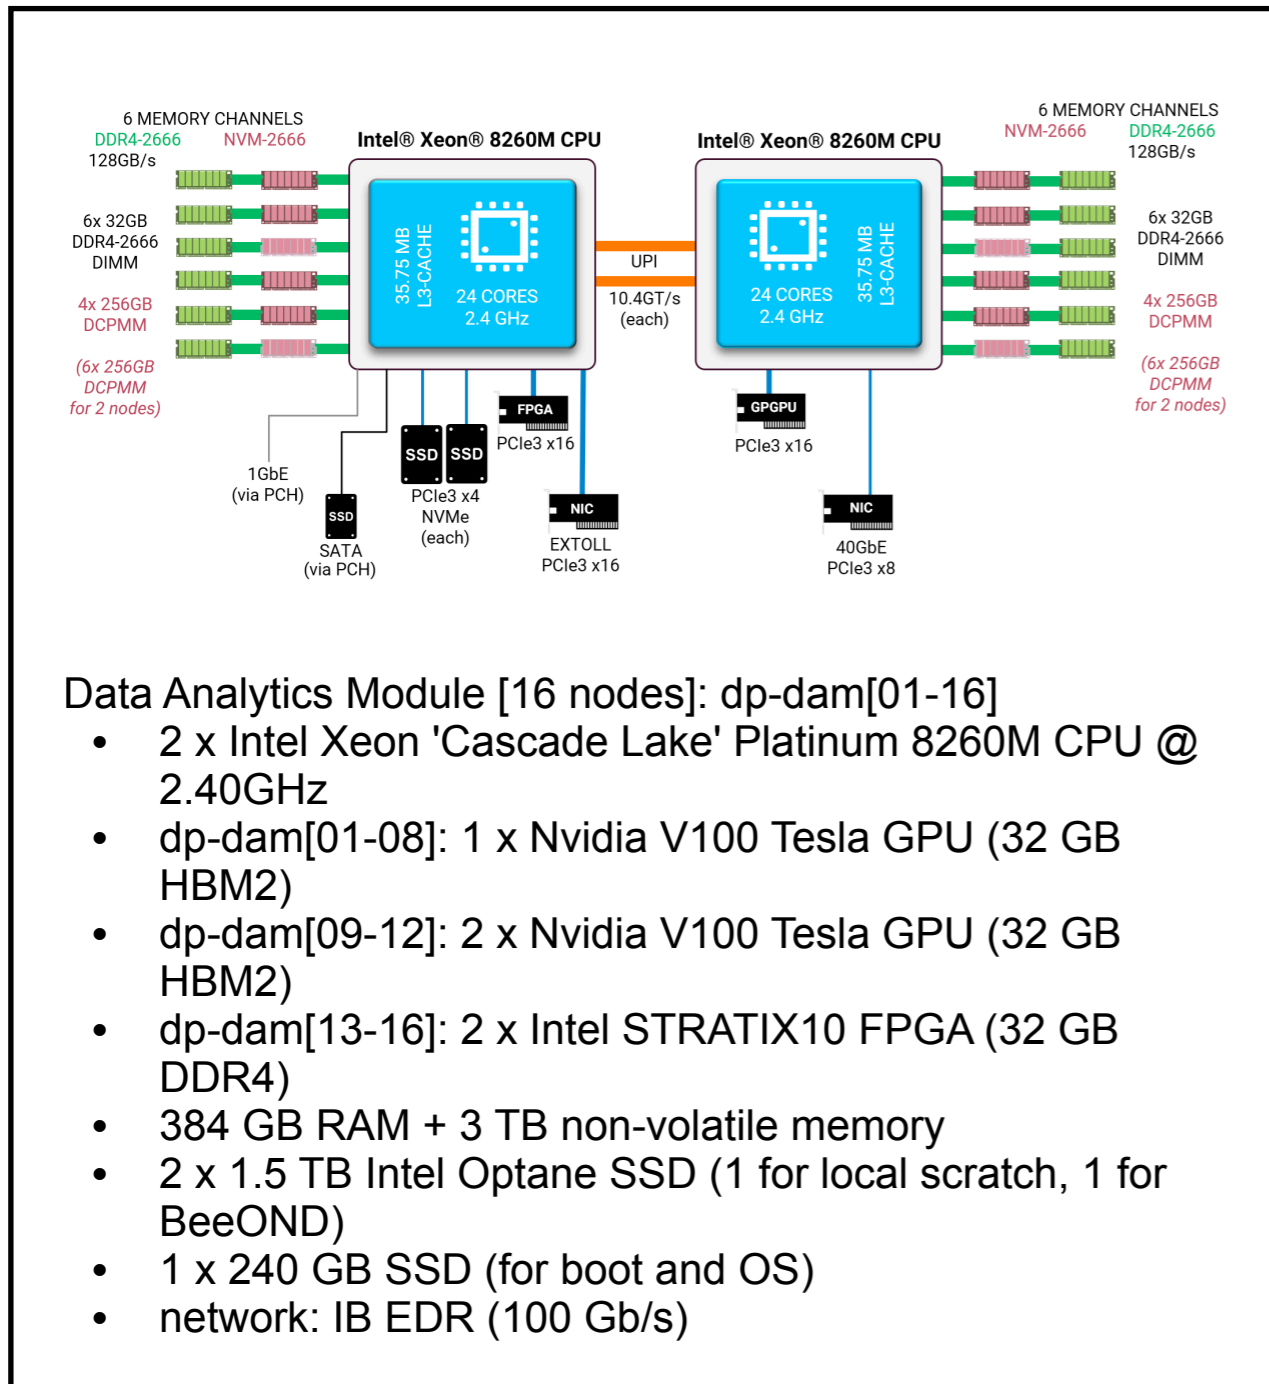 6 MEMORY CHANNELS
DDR4-2666 NVM-2666
128GB/s
6x 32GB
DDR4-2666
DIMM
4x 256GB
DCPMM
(6x 256GB
DCPMM
for 2 nodes)
Intel® Xeon® 8260M CPU
35.75 MB
L3-CACHE
24 CORES
2.4 GHz
UPI
10.4GT/s
(each)
Intel® Xeon® 8260M CPU
24 CORES
2.4 GHz
35.75 MB
L3-CACHE
6 MEMORY CHANNELS
NVM-2666 DDR4-2666
128GB/s
6x 32GB
DDR4-2666
DIMM
4x 256GB
DCPMM
(6x 256GB
DCPMM
for 2 nodes)
1GbE
(via PCH)
SSD
SATA
(via PCH)
SSD SSD
PCIe3 x4
NVMe
(each)
FPGA
PCIe3 x16
NIC
EXTOLL
PCIe3 x16
GPGPU
PCIe3 x16
NIC
40GbE
PCIe3 x8
Data Analytics Module [16 nodes]: dp-dam[01-16]
• 2 x Intel Xeon 'Cascade Lake' Platinum 8260M CPU @
2.40GHz
• dp-dam[01-08]: 1 x Nvidia V100 Tesla GPU (32 GB
HBM2)
• dp-dam[09-12]: 2 x Nvidia V100 Tesla GPU (32 GB
HBM2)
• dp-dam[13-16]: 2 x Intel STRATIX10 FPGA (32 GB
DDR4)
• 384 GB RAM + 3 TB non-volatile memory
• 2 x 1.5 TB Intel Optane SSD (1 for local scratch, 1 for
BeeOND)
• 1 x 240 GB SSD (for boot and OS)
• network: IB EDR (100 Gb/s)